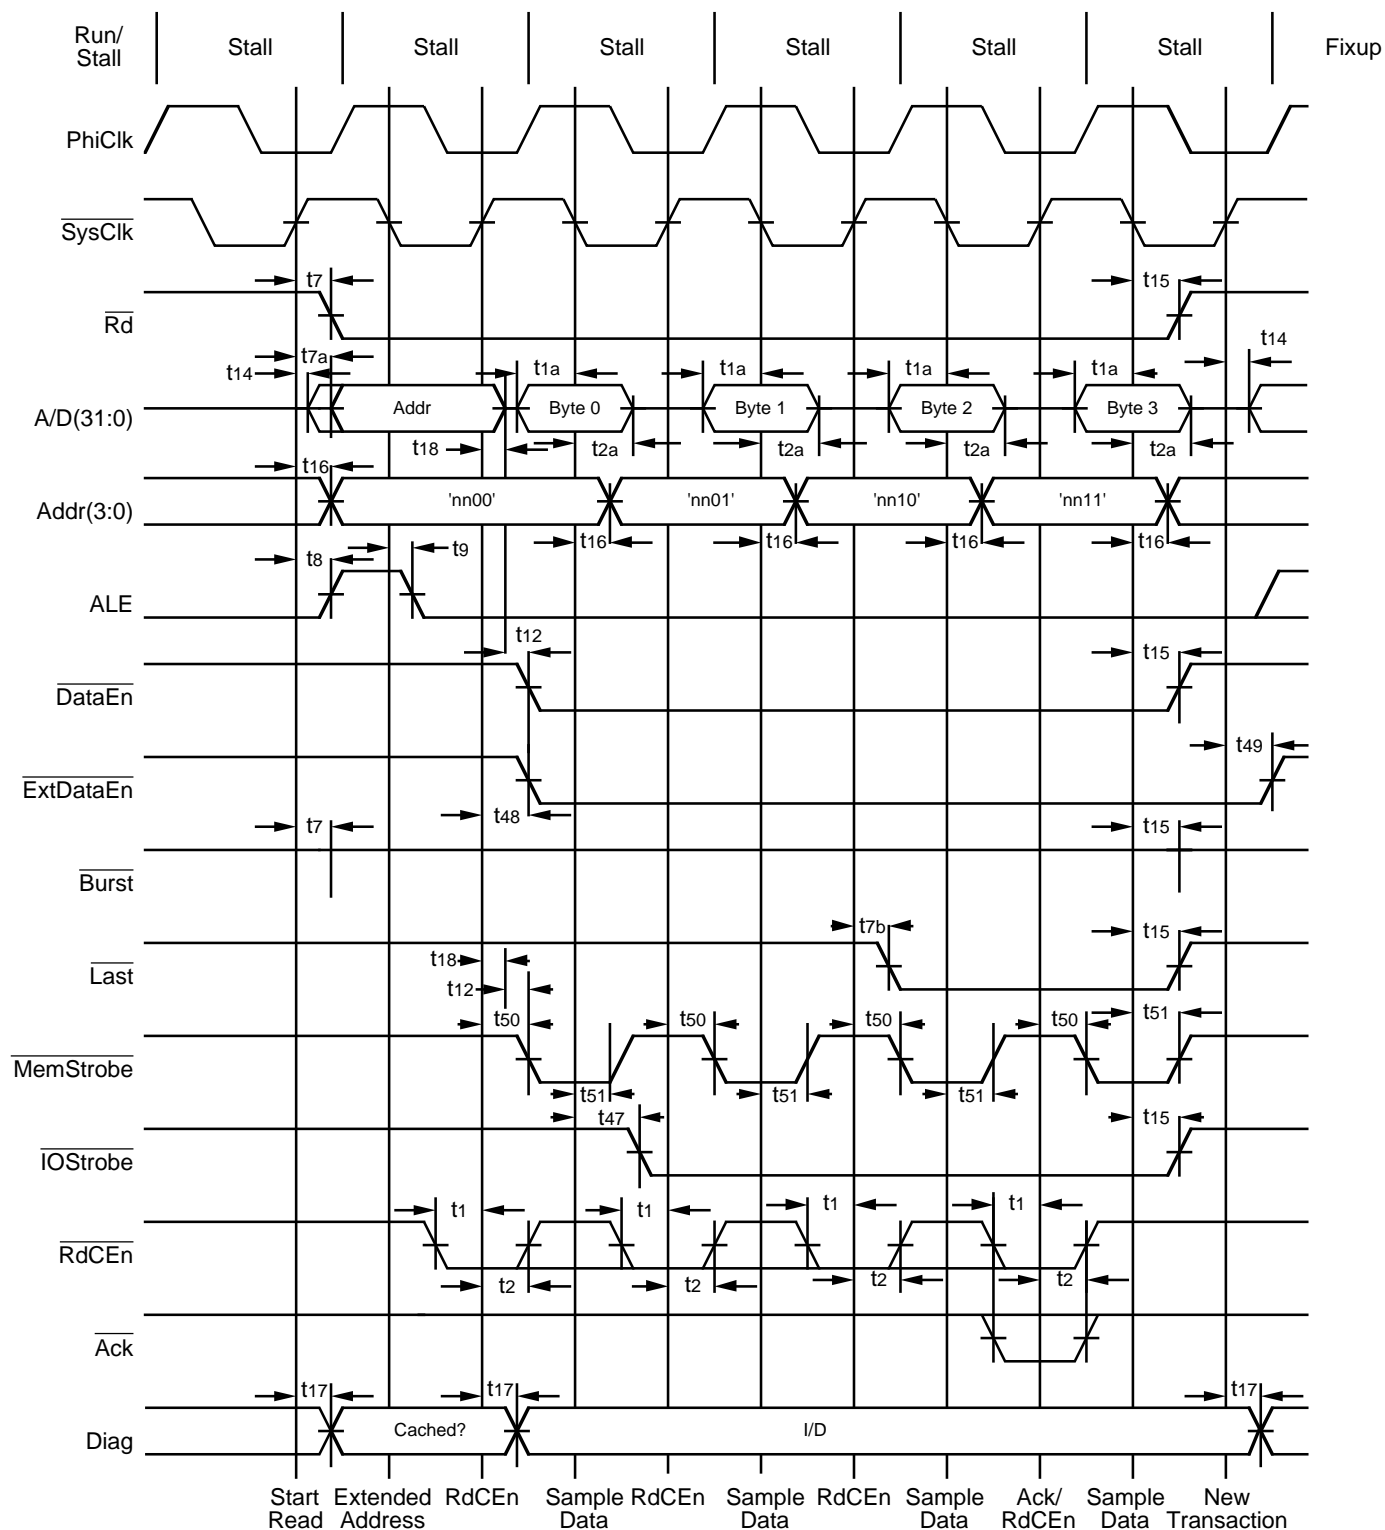 Run/
Stall
Stall
Stall
Stall
Stall
Stall
Stall
Fixup
PhiClk
SysClk
t7
t15
Rd
t7a
t14
t14
t1a
t1a
t1a
t1a
A/D(31:0)
Addr
Byte 0
Byte 1
Byte 2
Byte 3
t18
t2a
t2a
t2a
t2a
t16
Addr(3:0)
'nn00'
'nn01'
'nn10'
'nn11'
t16
t16
t16
t16
t8
t9
ALE
t12
t15
DataEn
t49
ExtDataEn
t48
t7
t15
Burst
t7b
t15
t18
Last
t12
t50
t50
t50
t50
t51
MemStrobe
t51
t51
t51
t47
t15
IOStrobe
t1
t1
t1
t1
RdCEn
t2
t2
t2
t2
Ack
t17
t17
t17
Diag
Cached?
I/D
Start
Read
Extended
Address
RdCEn
Sample
Data
RdCEn
Sample
Data
RdCEn
Sample
Data
Ack/
RdCEn
Sample
Data
New
Transaction